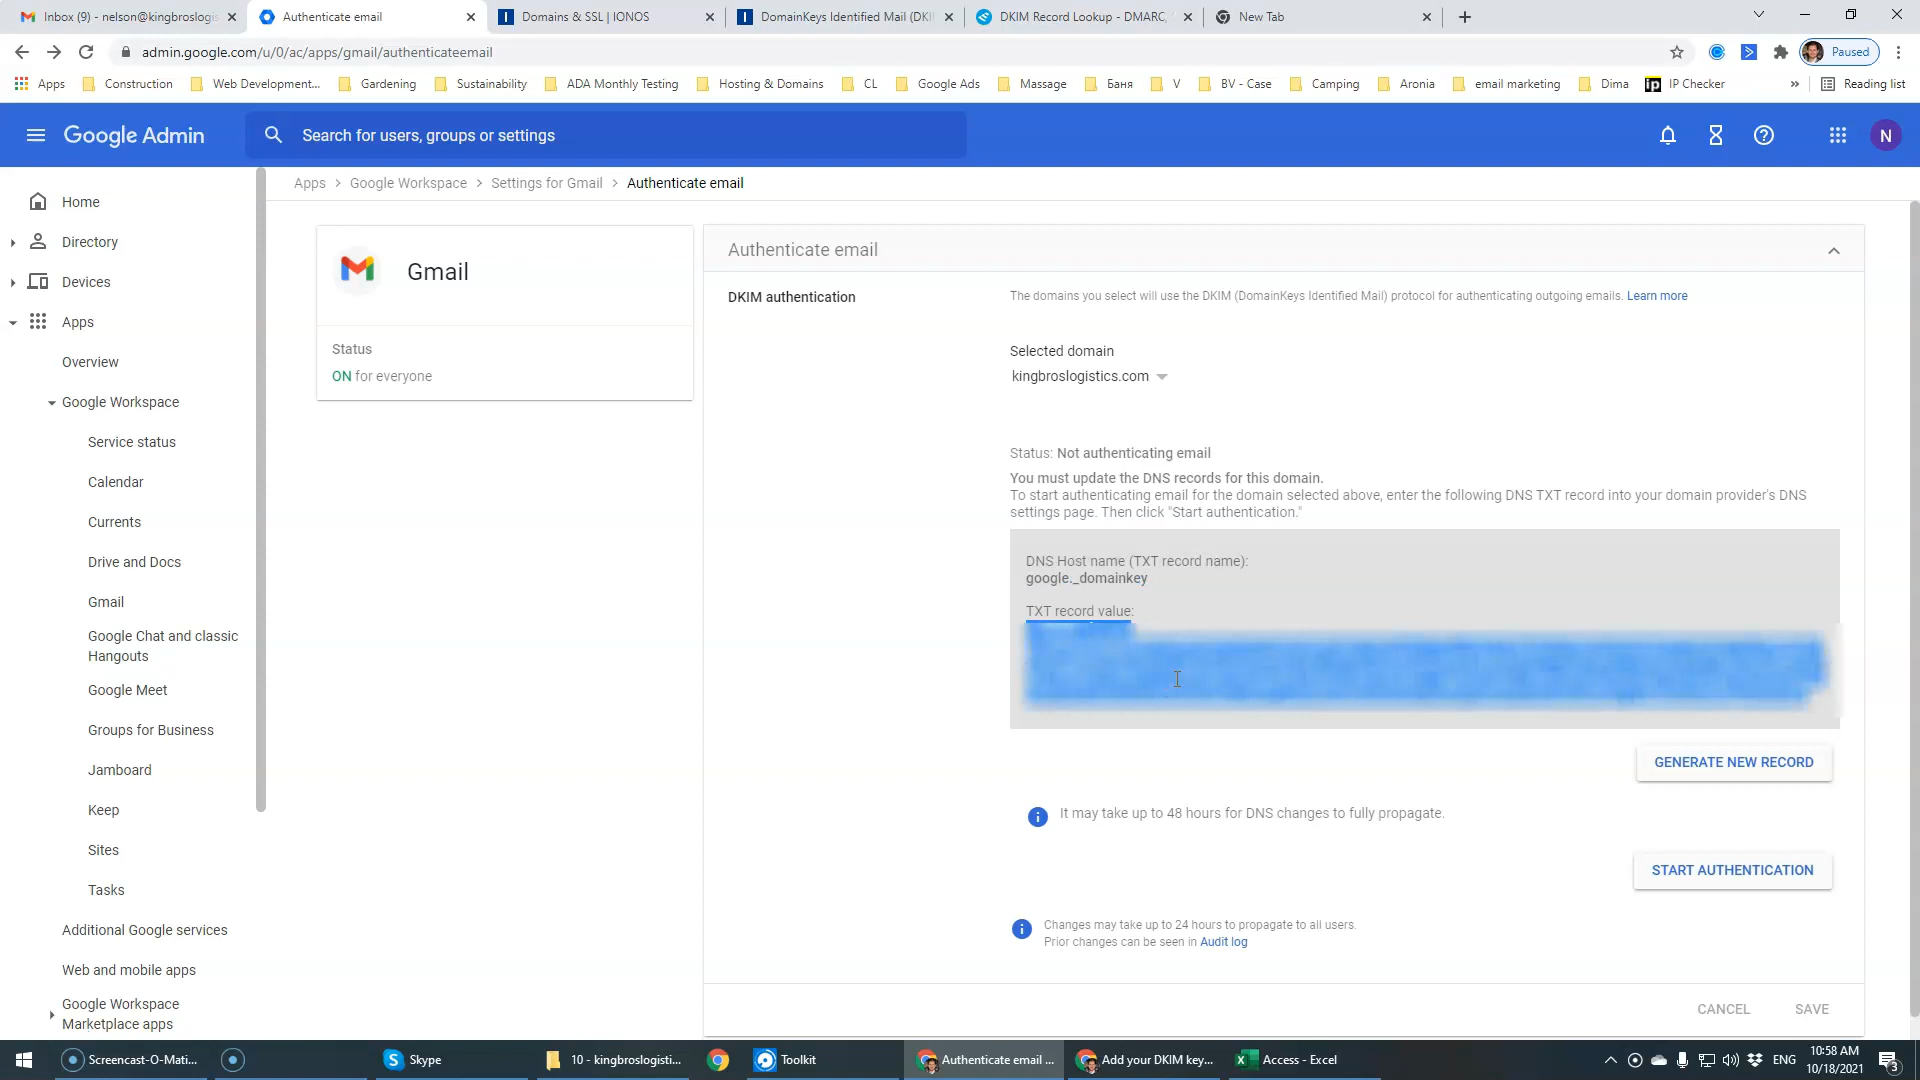 Inbox (9) - nelson@kingbroslogis
Authenticate email
Domains & SSL | IONOS
DomainKeys Identified Mail (DKI
DKIM Record Lookup - DMARC,
New Tab
admin.google.com/u/0/ac/apps/gmail/authenticateemail
Paused
Apps
Construction
Web Development...
Gardening
Sustainability
ADA Monthly Testing
Hosting & Domains
CL
Google Ads
Massage
Баня
V
BV - Case
Camping
Aronia
email marketing
Dima
ip IP Checker
»
Reading list
Google Admin
Search for users, groups or settings
N
Apps > Google Workspace > Settings for Gmail > Authenticate email
Home
Directory
Devices
Apps
Overview
Google Workspace
Service status
Calendar
Currents
Drive and Docs
Gmail
Google Chat and classic
Hangouts
Google Meet
Groups for Business
Jamboard
Keep
Sites
Tasks
Additional Google services
Web and mobile apps
Google Workspace
Marketplace apps
Gmail
Status
ON for everyone
Authenticate email
DKIM authentication
The domains you select will use the DKIM (DomainKeys Identified Mail) protocol for authenticating outgoing emails. Learn more
Selected domain
kingbroslogistics.com
Status: Not authenticating email
You must update the DNS records for this domain.
To start authenticating email for the domain selected above, enter the following DNS TXT record into your domain provider's DNS
settings page. Then click "Start authentication."
DNS Host name (TXT record name):
google._domainkey
TXT record value:
GENERATE NEW RECORD
It may take up to 48 hours for DNS changes to fully propagate.
START AUTHENTICATION
Changes may take up to 24 hours to propagate to all users.
Prior changes can be seen in Audit log
CANCEL
SAVE
Screencast-O-Mati...
Skype
10 - kingbroslogisti...
Toolkit
Authenticate email ...
Add your DKIM key...
Access - Excel
ENG
10:58 AM
10/18/2021
3